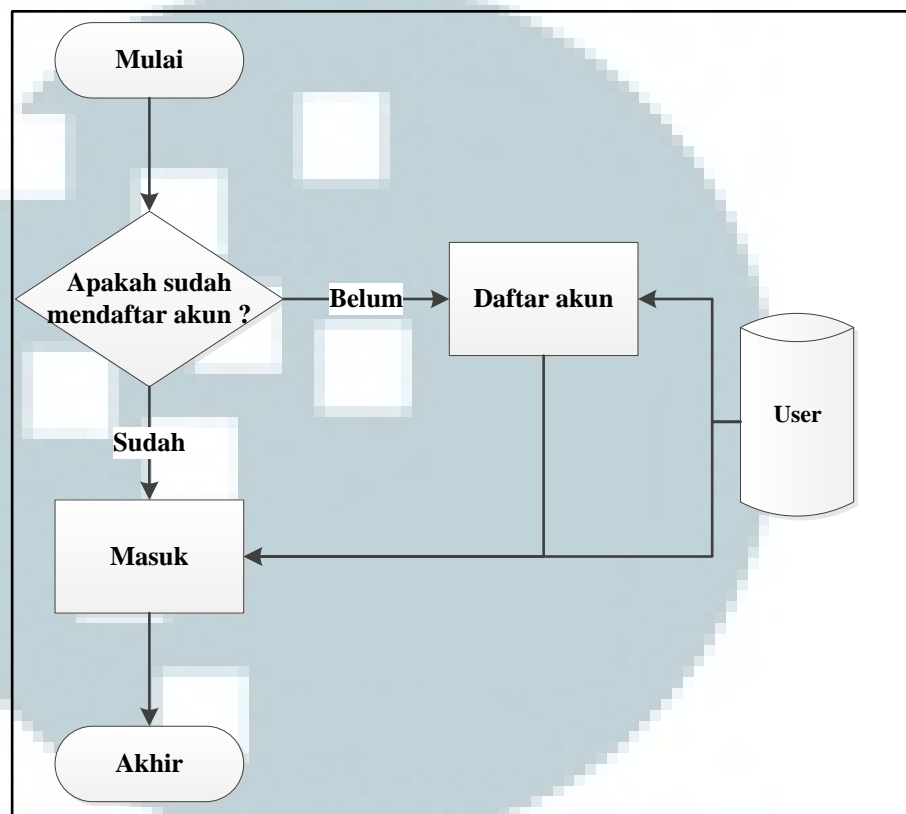 Mulai
Apakah sudah
mendaftar akun ?
Belum
Daftar akun
User
Sudah
Masuk
Akhir